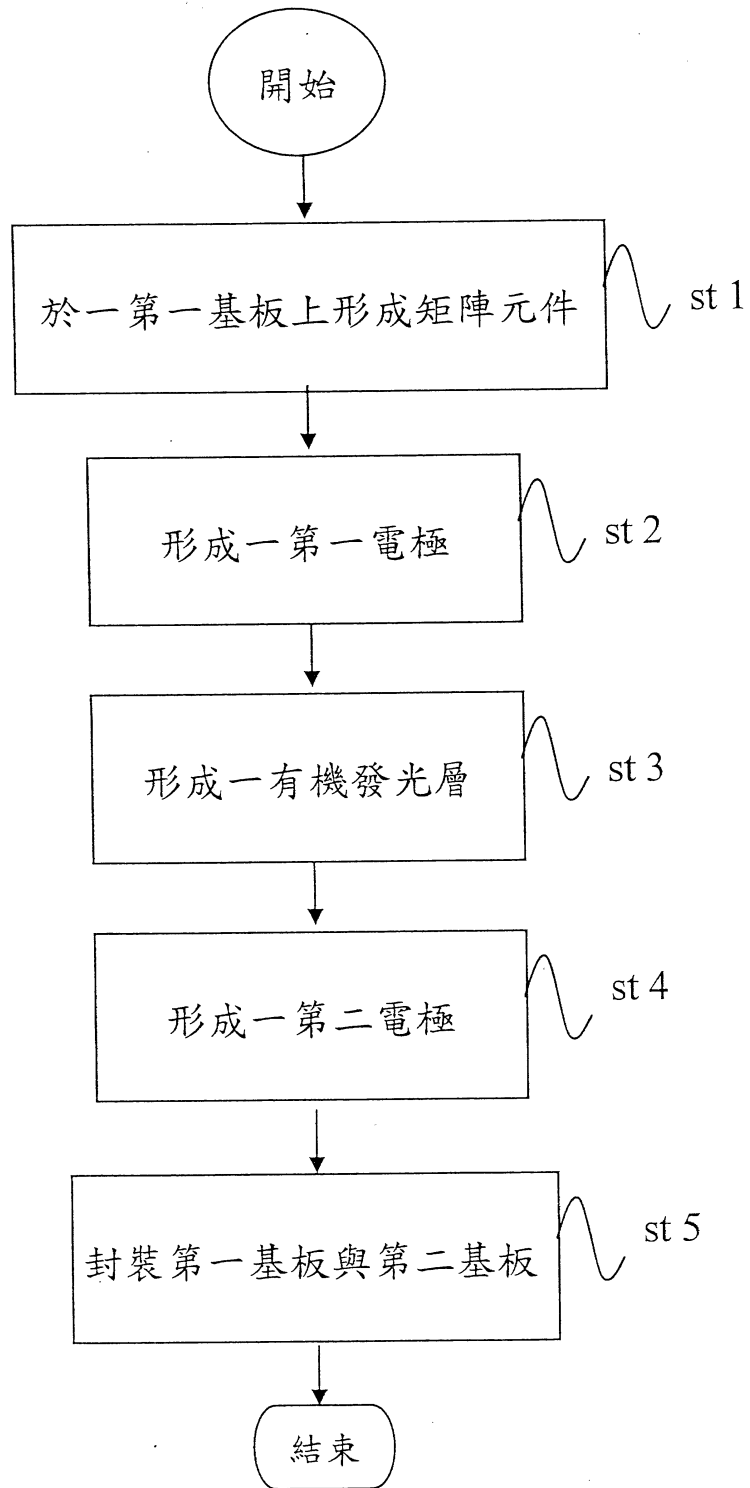 開始
於一第一基板上形成矩陣元件
st 1
形成一第一電極
st 2
形成一有機發光層
st 3
形成一第二電極
st 4
封裝第一基板與第二基板
st 5
結束